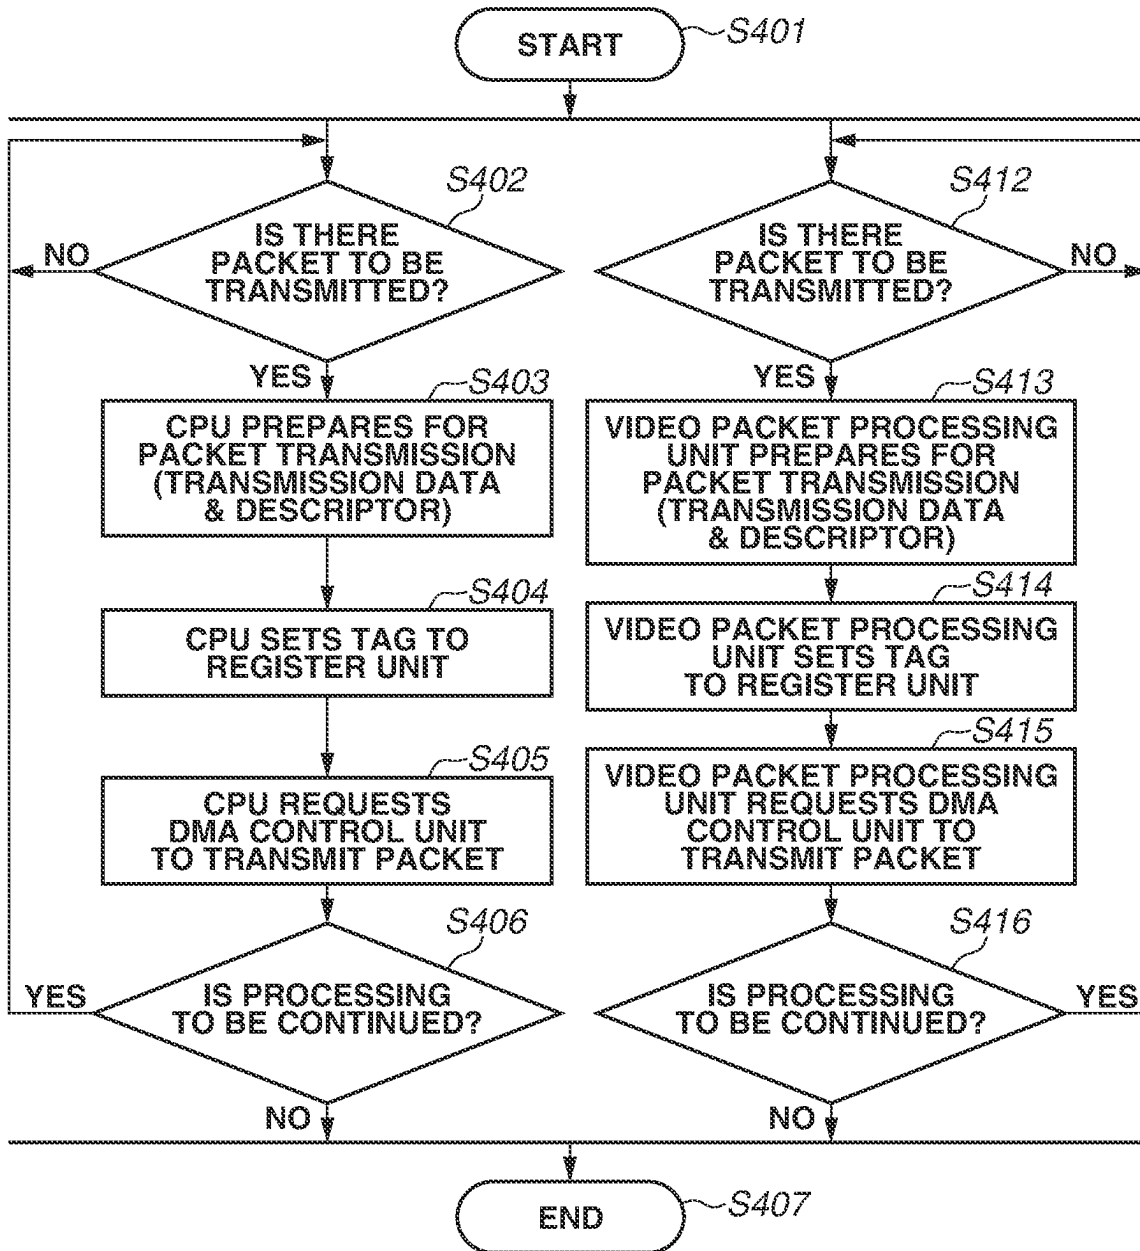 START
S401
S402
IS THERE
PACKET TO BE
TRANSMITTED?
NO
YES
S403
CPU PREPARES FOR
PACKET TRANSMISSION
(TRANSMISSION DATA
& DESCRIPTOR)
S404
CPU SETS TAG TO
REGISTER UNIT
S405
CPU REQUESTS
DMA CONTROL UNIT
TO TRANSMIT PACKET
S406
IS PROCESSING
TO BE CONTINUED?
YES
NO
S412
IS THERE
PACKET TO BE
TRANSMITTED?
NO
YES
S413
VIDEO PACKET PROCESSING
UNIT PREPARES FOR
PACKET TRANSMISSION
(TRANSMISSION DATA
& DESCRIPTOR)
S414
VIDEO PACKET PROCESSING
UNIT SETS TAG
TO REGISTER UNIT
S415
VIDEO PACKET PROCESSING
UNIT REQUESTS DMA
CONTROL UNIT TO
TRANSMIT PACKET
S416
IS PROCESSING
TO BE CONTINUED?
YES
NO
END
S407